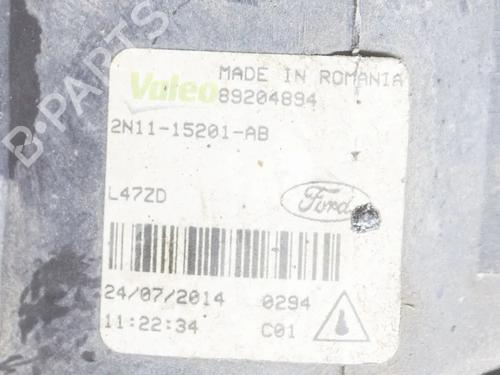 Valeo
MADE IN ROMANIA
89204894
2N11-15201-AB
L47ZD
Ford
24/07/2014 0294
11:22:34 C01
B-PARTS